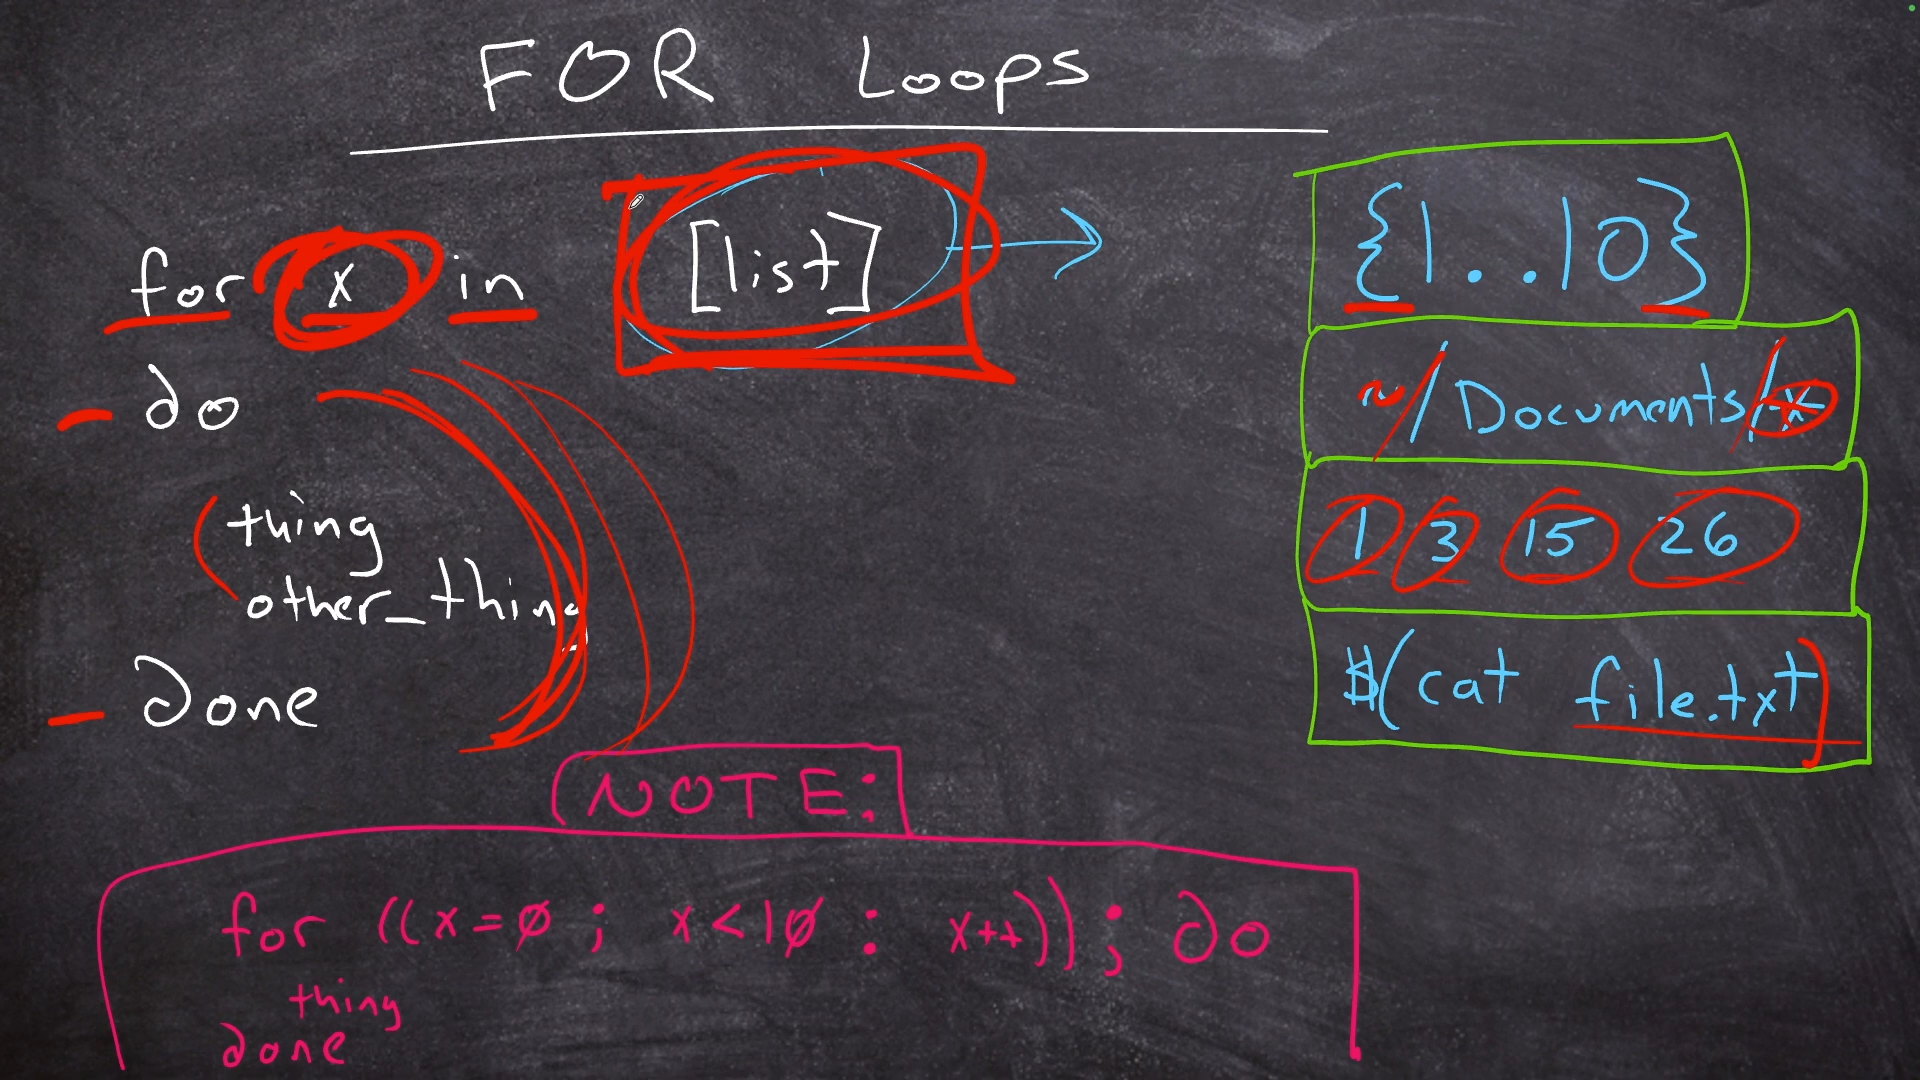 FOR Loops
for x in [list]
do
thing
other_thing
done
{1..10}
~/Documents/*
1 3 15 26
$(cat file.txt)
NOTE:
for ((x=0 ; x<10 : x++)); do
thing
done